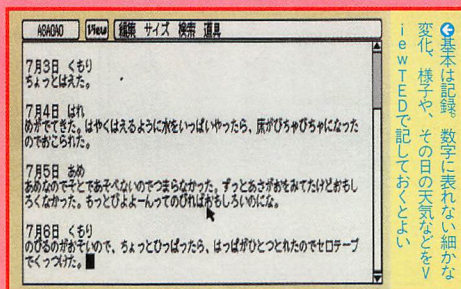 ASAGAO View 編集 サイズ 検索 道具
7月3日 くもり
ちょっとはえた。
7月4日 はれ
めがでてきた。はやくはえるように水をいっぱいやったら、床がびちゃびちゃになった
のでおこられた。
7月5日 あめ
あめなのでそとであそべないのでつまらなかった。ずっとあさがおをみてたけどおもし
ろくなかった。もっとぴよよーんってのびればおもしろいのにな。
7月6日 くもり
のびるのがおそいので、ちょっとひっぱったら、はっぱがひとつとれたのでセロテープ
でくっつけた。
基本は記録。数字に表れない細かな
変化、様子や、その日の天気などをV
iewTEDで記しておくとよい